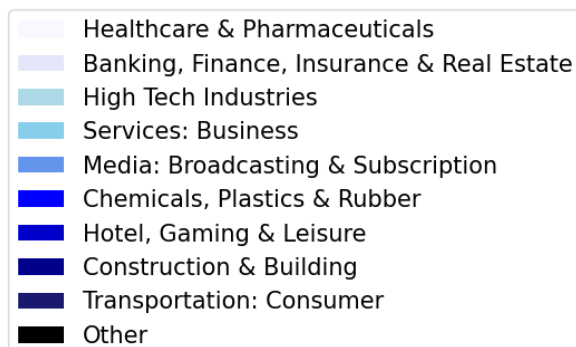 Healthcare & Pharmaceuticals
Banking, Finance, Insurance & Real Estate
High Tech Industries
Services: Business
Media: Broadcasting & Subscription
Chemicals, Plastics & Rubber
Hotel, Gaming & Leisure
Construction & Building
Transportation: Consumer
Other